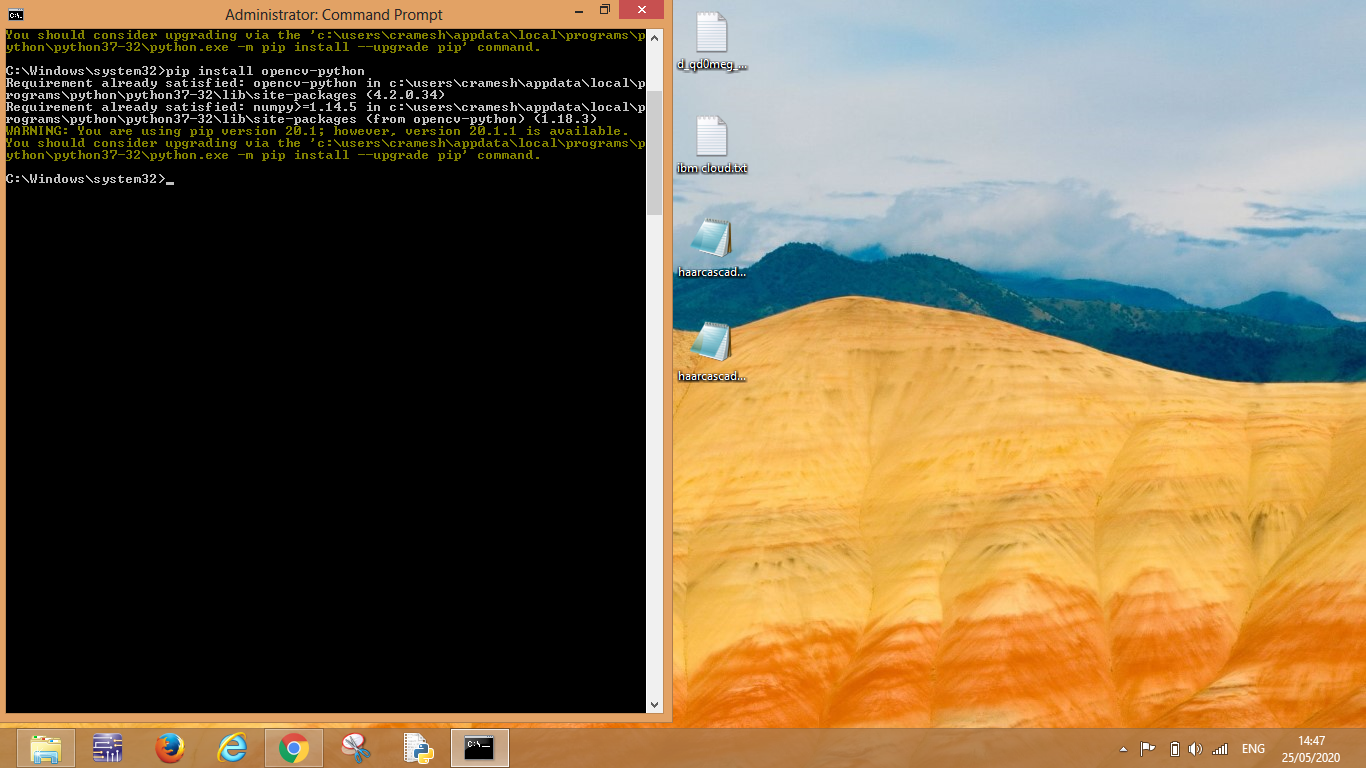 Administrator: Command Prompt
You should consider upgrading via the 'c:\users\cramesh\appdata\local\programs\p
ython\python37-32\python.exe -m pip install --upgrade pip' command.
C:\Windows\system32>pip install opencv-python
Requirement already satisfied: opencv-python in c:\users\cramesh\appdata\local\p
rograms\python\python37-32\lib\site-packages (4.2.0.34)
Requirement already satisfied: numpy>=1.14.5 in c:\users\cramesh\appdata\local\p
rograms\python\python37-32\lib\site-packages (from opencv-python) (1.18.3)
WARNING: You are using pip version 20.1; however, version 20.1.1 is available.
You should consider upgrading via the 'c:\users\cramesh\appdata\local\programs\p
ython\python37-32\python.exe -m pip install --upgrade pip' command.
C:\Windows\system32>_
d_qd0meg_...
ibm cloud.txt
haarcascad...
haarcascad...
C:\_
ENG
14:47
25/05/2020